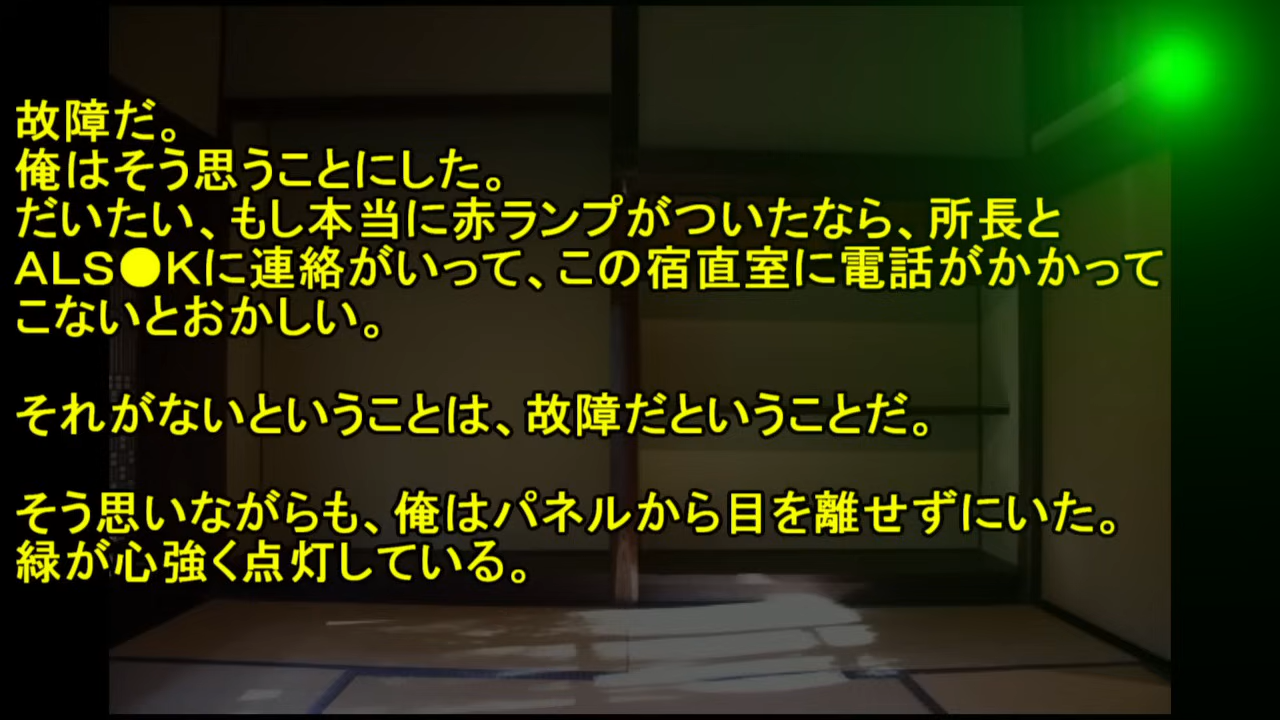 故障だ。
俺はそう思うことにした。
だいたい、もし本当に赤ランプがついたなら、所長と
ALS●Kに連絡がいって、この宿直室に電話がかかって
こないとおかしい。
それがないということは、故障だということだ。
そう思いながらも、俺はパネルから目を離せずにいた。
緑が心強く点灯している。